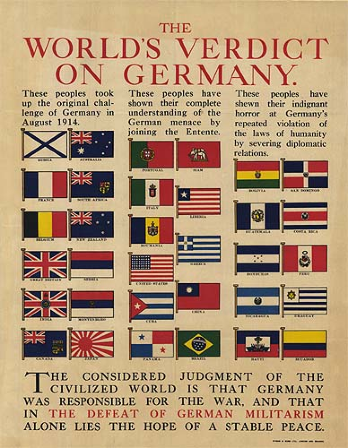 THE
WORLD'S VERDICT
ON GERMANY.
These peoples took
up the original chal-
lenge of Germany in
August 1914.
These peoples have
shown their complete
understanding of the
German menace by
joining the Entente.
These peoples have
shewn their indignant
horror at Germany's
repeated violation of
the laws of humanity
by severing diplomatic
relations.
RUSSIA
AUSTRALIA
FRANCE
SOUTH AFRICA
BELGIUM
NEW ZEALAND
GREAT BRITAIN
SERBIA
INDIA
MONTENEGRO
CANADA
JAPAN
PORTUGAL
SIAM
ITALY
LIBERIA
ROUMANIA
GREECE
UNITED STATES
CHINA
CUBA
PANAMA
BRAZIL
BOLIVIA
SAN DOMINGO
GUATEMALA
COSTA RICA
HONDURAS
PERU
NICARAGUA
URUGUAY
HAYTI
ECUADOR
THE CONSIDERED JUDGMENT OF THE
CIVILIZED WORLD IS THAT GERMANY
WAS RESPONSIBLE FOR THE WAR, AND THAT
IN THE DEFEAT OF GERMAN MILITARISM
ALONE LIES THE HOPE OF A STABLE PEACE.